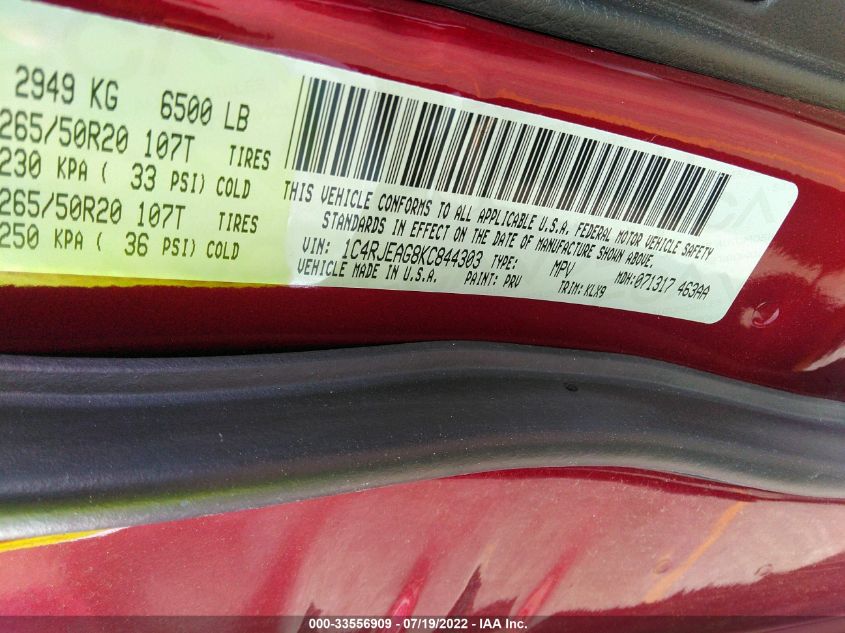 2949 KG 6500 LB
265/50R20 107T TIRES
230 KPA ( 33 PSI) COLD
265/50R20 107T TIRES
250 KPA ( 36 PSI) COLD
THIS VEHICLE CONFORMS TO ALL APPLICABLE U.S.A. FEDERAL MOTOR VEHICLE SAFETY
STANDARDS IN EFFECT ON THE DATE OF MANUFACTURE SHOWN ABOVE.
VIN: 1C4RJEAG8KC844303 TYPE: MPV MDH:071317 463AA
VEHICLE MADE IN U.S.A. PAINT: PRV TRIM: KLX9
000-33556909 - 07/19/2022 - IAA Inc.